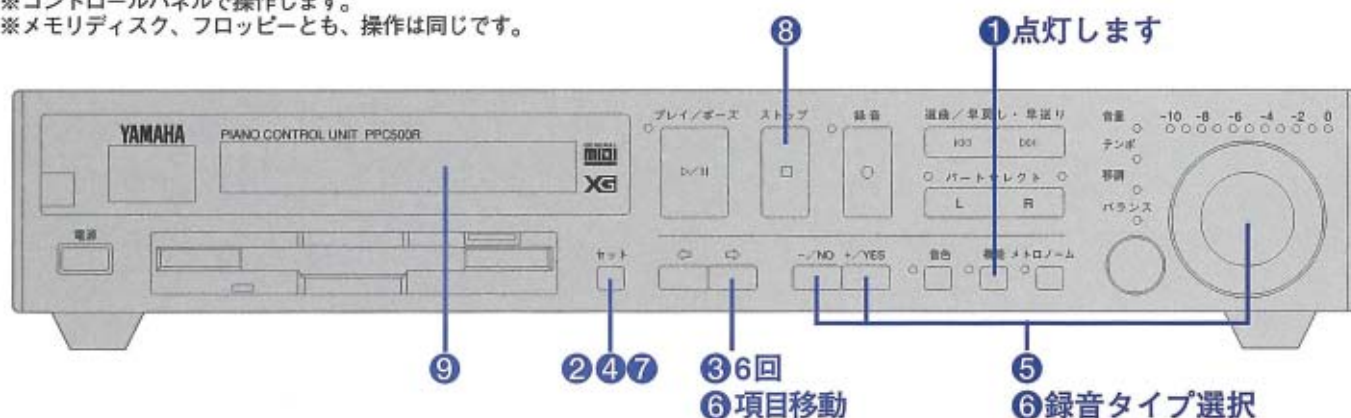 ※コントロールパネルで操作します。
※メモリディスク、フロッピーとも、操作は同じです。
❽
❶点灯します
YAMAHA
PIANO CONTROL UNIT PPC500R
MIDI
XG
プレイ/ポーズ
ストップ
録音
選曲/早戻し・早送り
パートセレクト
L
R
音量
-10 -8 -6 -4 -2 0
テンポ
移調
バランス
電源
セット
-/NO +/YES
音色
機能
メトロノーム
❾
❷❹❼
❸6回
❻項目移動
❺
❻録音タイプ選択